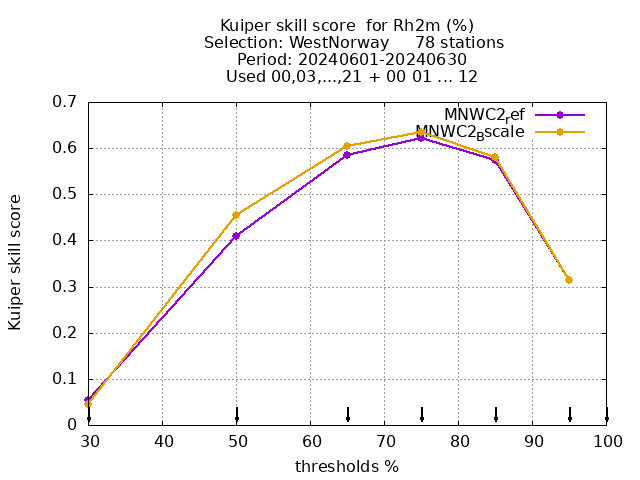 Kuiper skill score  for Rh2m (%)
Selection: WestNorway     78 stations
Period: 20240601-20240630
Used 00,03,...,21 + 00 01 ... 12
MNWC2_ref
MNWC2_Bscale
0.7
0.6
0.5
0.4
0.3
0.2
0.1
0
Kuiper skill score
30 40 50 60 70 80 90 100
thresholds %